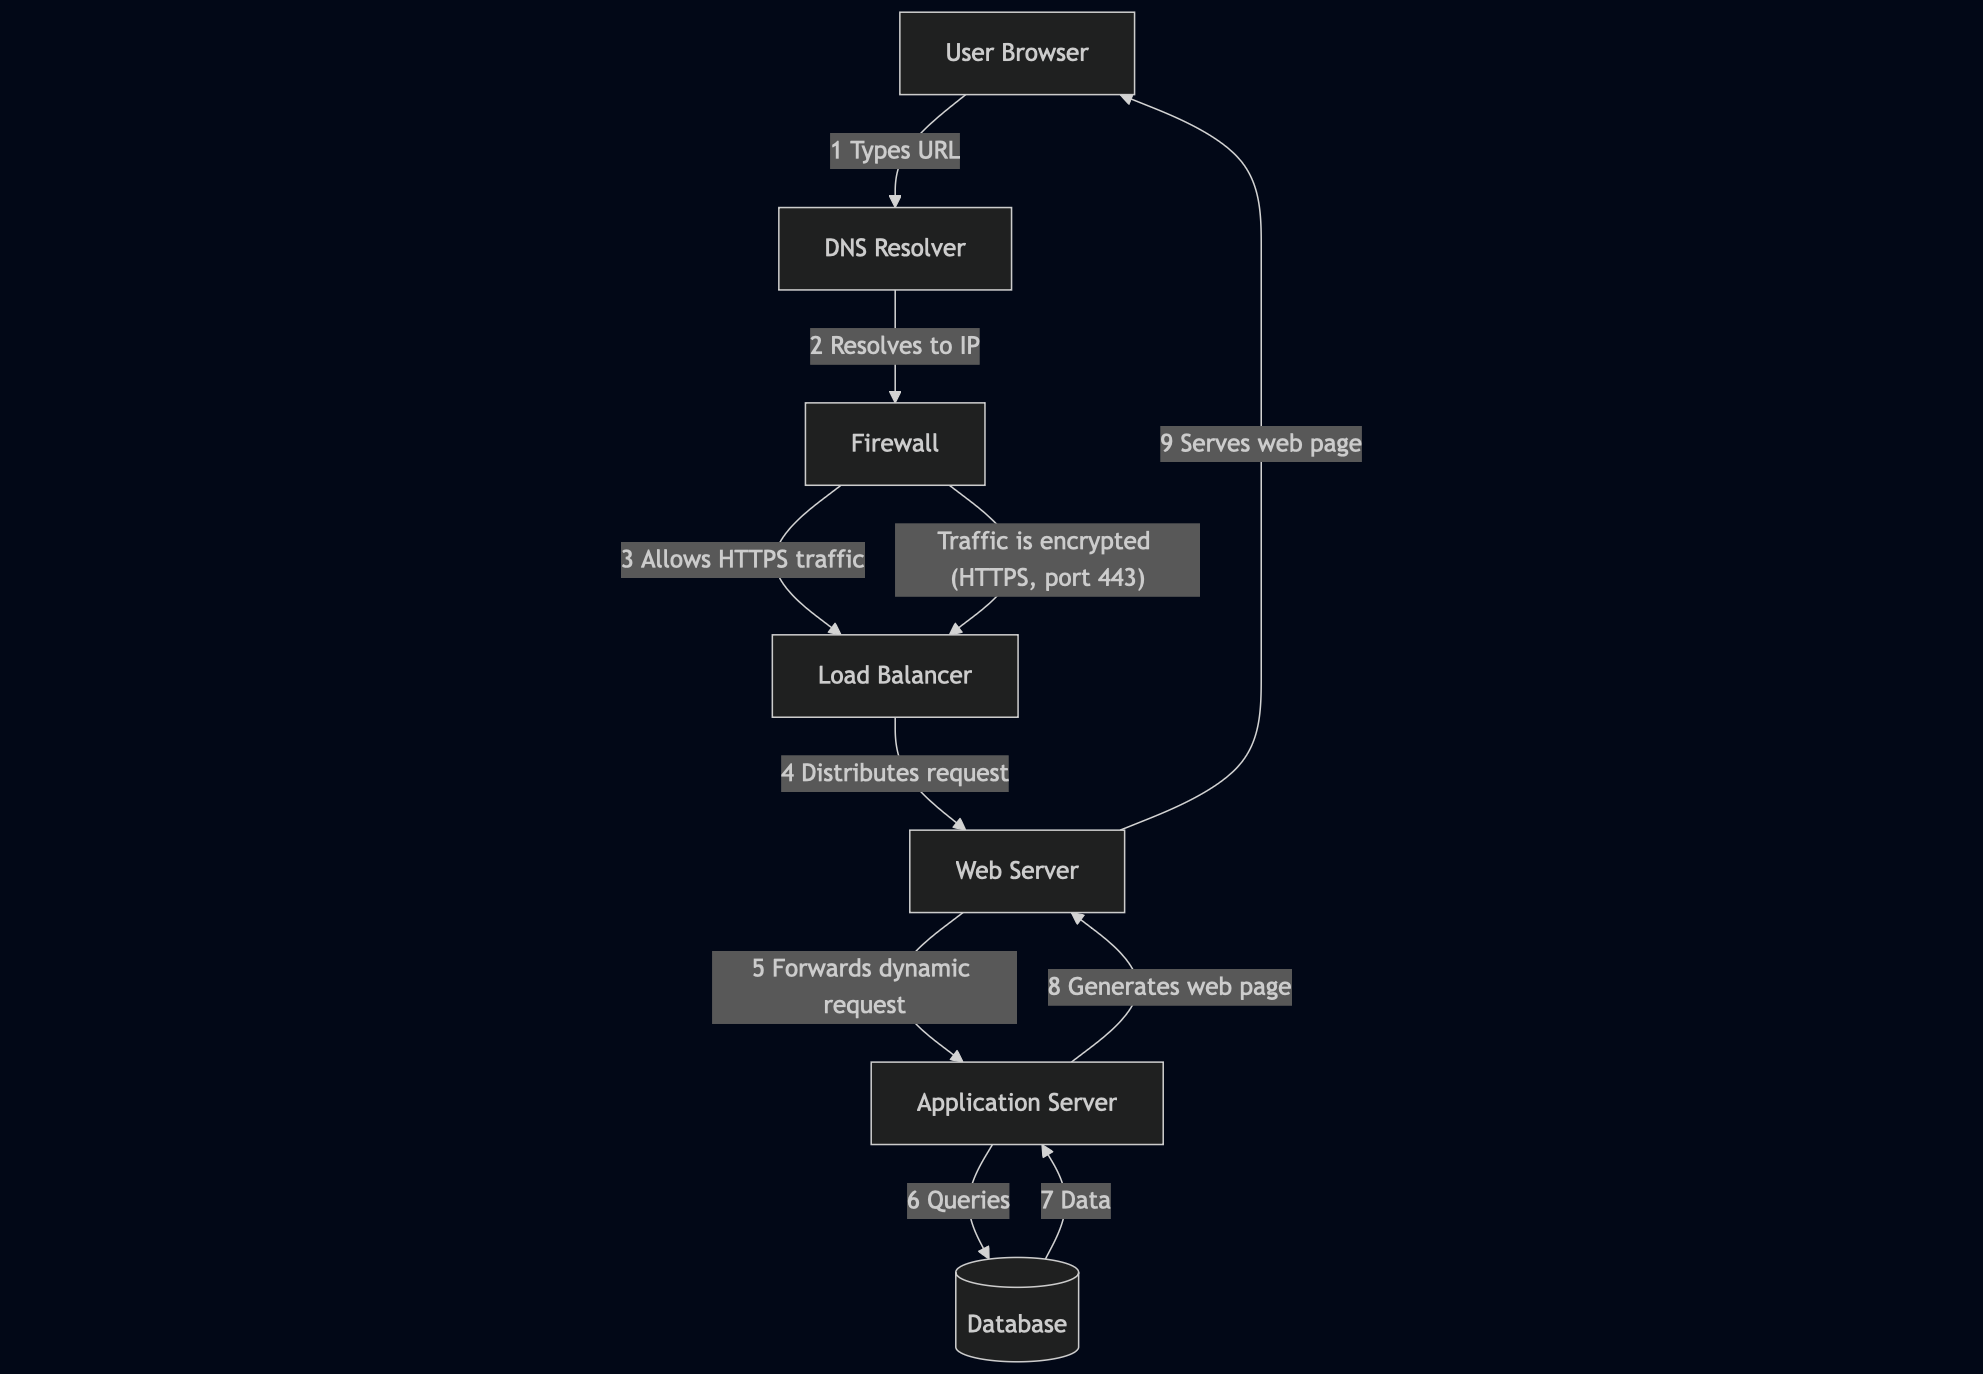 User Browser
1 Types URL
DNS Resolver
2 Resolves to IP
Firewall
9 Serves web page
3 Allows HTTPS traffic
Traffic is encrypted
(HTTPS, port 443)
Load Balancer
4 Distributes request
Web Server
5 Forwards dynamic
request
8 Generates web page
Application Server
6 Queries
7 Data
Database